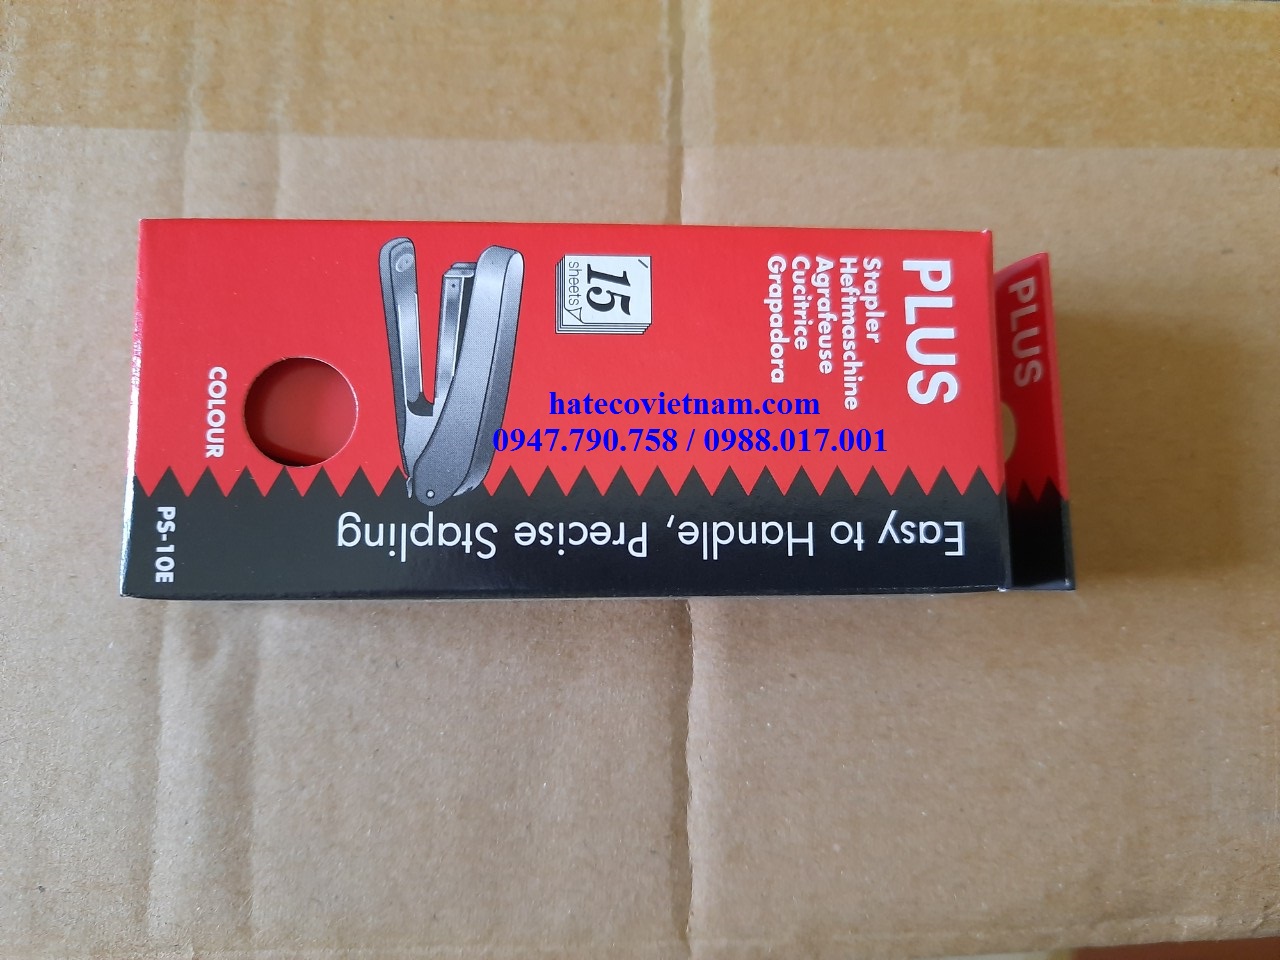 PLUS
PLUS
Stapler
Heftmaschine
Agrafeuse
Cucitrice
Grapadora
15
sheets
COLOUR
PS-10E
Easy to Handle, Precise Stapling
hatecovietnam.com
0947.790.758 / 0988.017.001